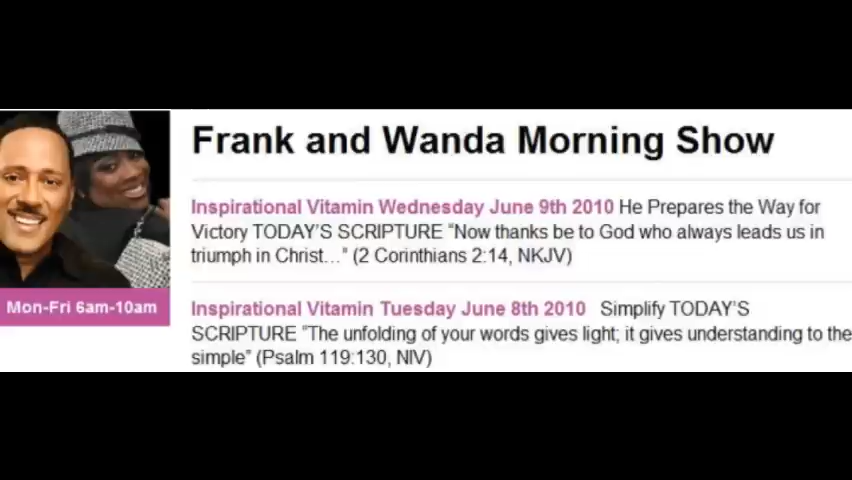 Frank and Wanda Morning Show
Inspirational Vitamin Wednesday June 9th 2010 He Prepares the Way for
Victory TODAY'S SCRIPTURE “Now thanks be to God who always leads us in
triumph in Christ…” (2 Corinthians 2:14, NKJV)
Mon-Fri 6am-10am
Inspirational Vitamin Tuesday June 8th 2010 Simplify TODAY'S
SCRIPTURE “The unfolding of your words gives light; it gives understanding to the
simple” (Psalm 119:130, NIV)